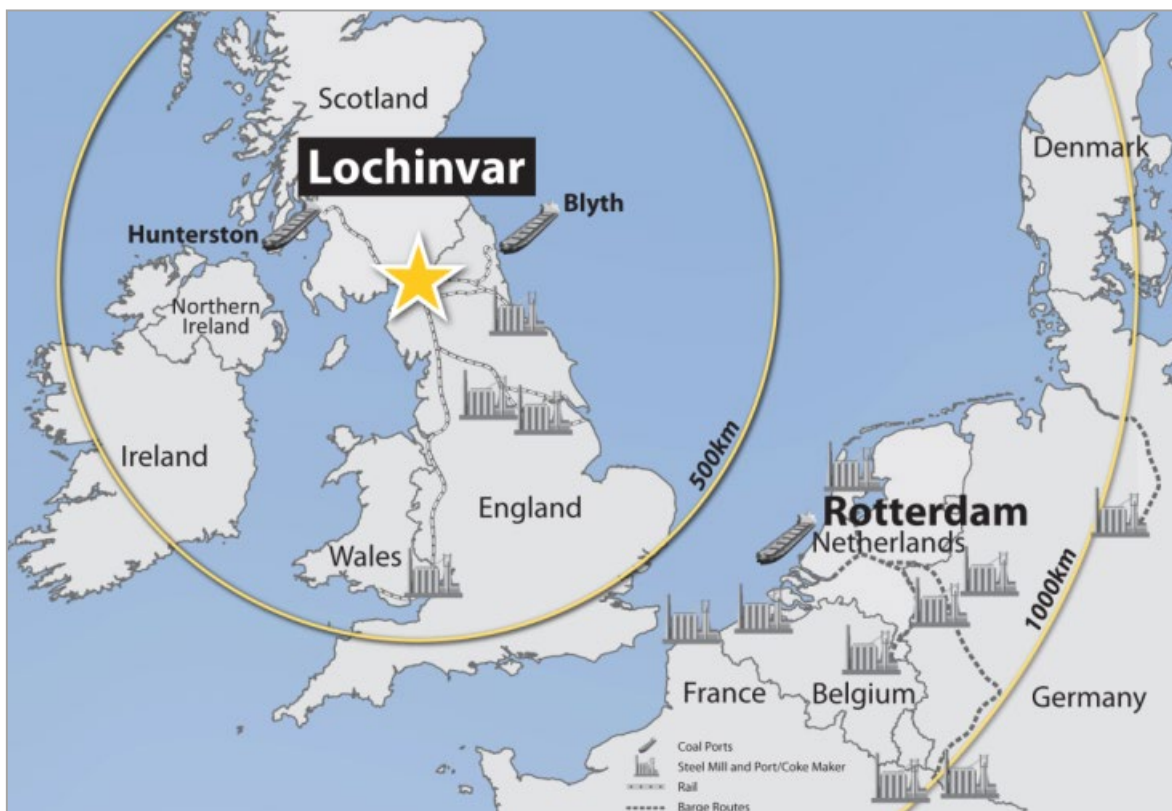 Scotland
Lochinvar
Denmark
Blyth
Hunterston
Northern
Ireland
Ireland
500km
England
Rotterdam
Netherlands
Wales
1000km
France
Belgium
Germany
Coal Ports
Steel Mill and Port/Coke Maker
Rail
Barge Routes